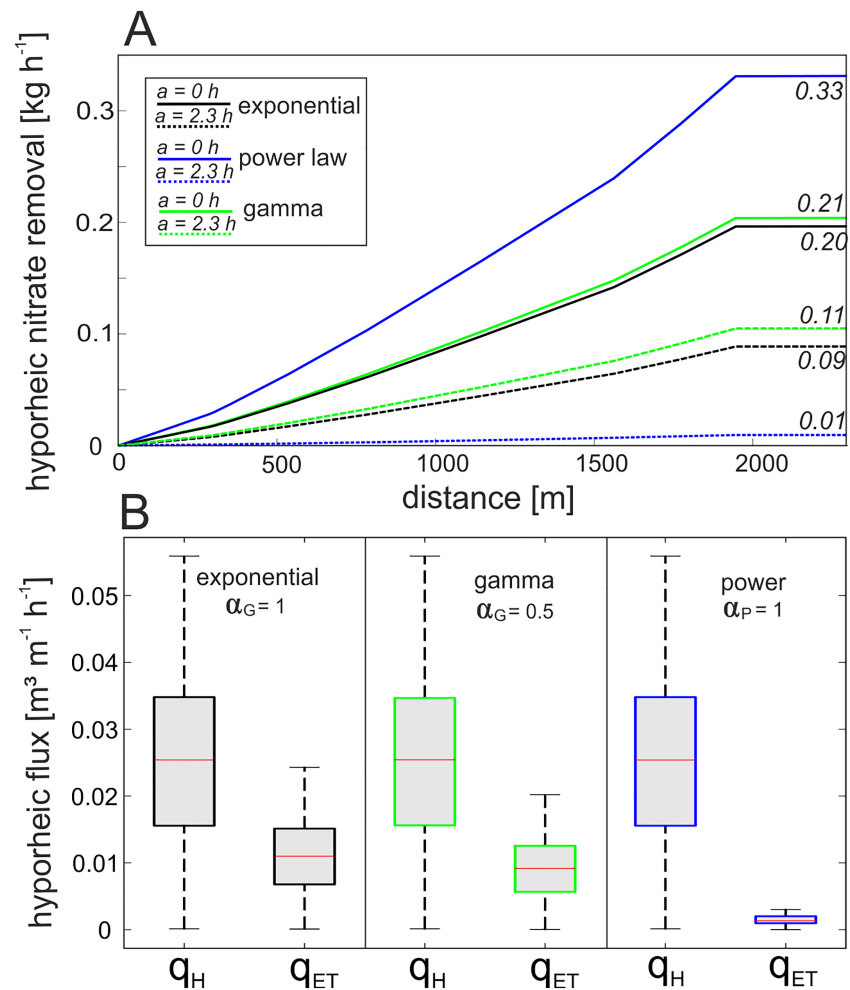 A
hyporheic nitrate removal [kg h⁻¹]
0.3
0.2
0.1
0
a = 0 h
exponential
a = 2.3 h
a = 0 h
power law
a = 2.3 h
a = 0 h
gamma
a = 2.3 h
0.33
0.21
0.20
0.11
0.09
0.01
0 500 1000 1500 2000
distance [m]
B
hyporheic flux [m³ m⁻¹ h⁻¹]
0.05
0.04
0.03
0.02
0.01
0
exponential
αG = 1
gamma
αG = 0.5
power
αP = 1
qH qET qH qET qH qET